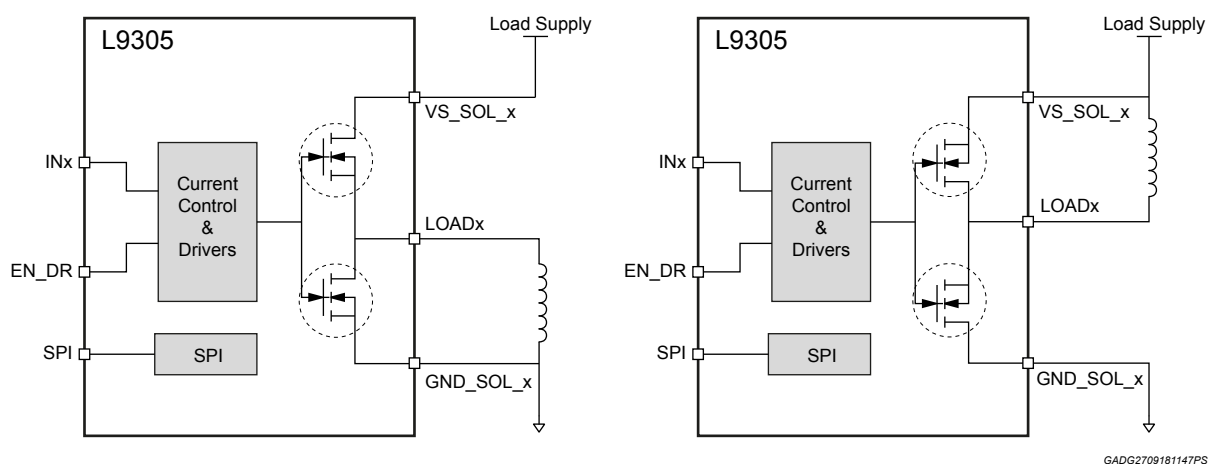 L9305
Load Supply
VS_SOL_x
INx
Current
Control
&
Drivers
LOADx
EN_DR
SPI
SPI
GND_SOL_x
L9305
Load Supply
VS_SOL_x
INx
Current
Control
&
Drivers
LOADx
EN_DR
SPI
SPI
GND_SOL_x
GADG2709181147PS